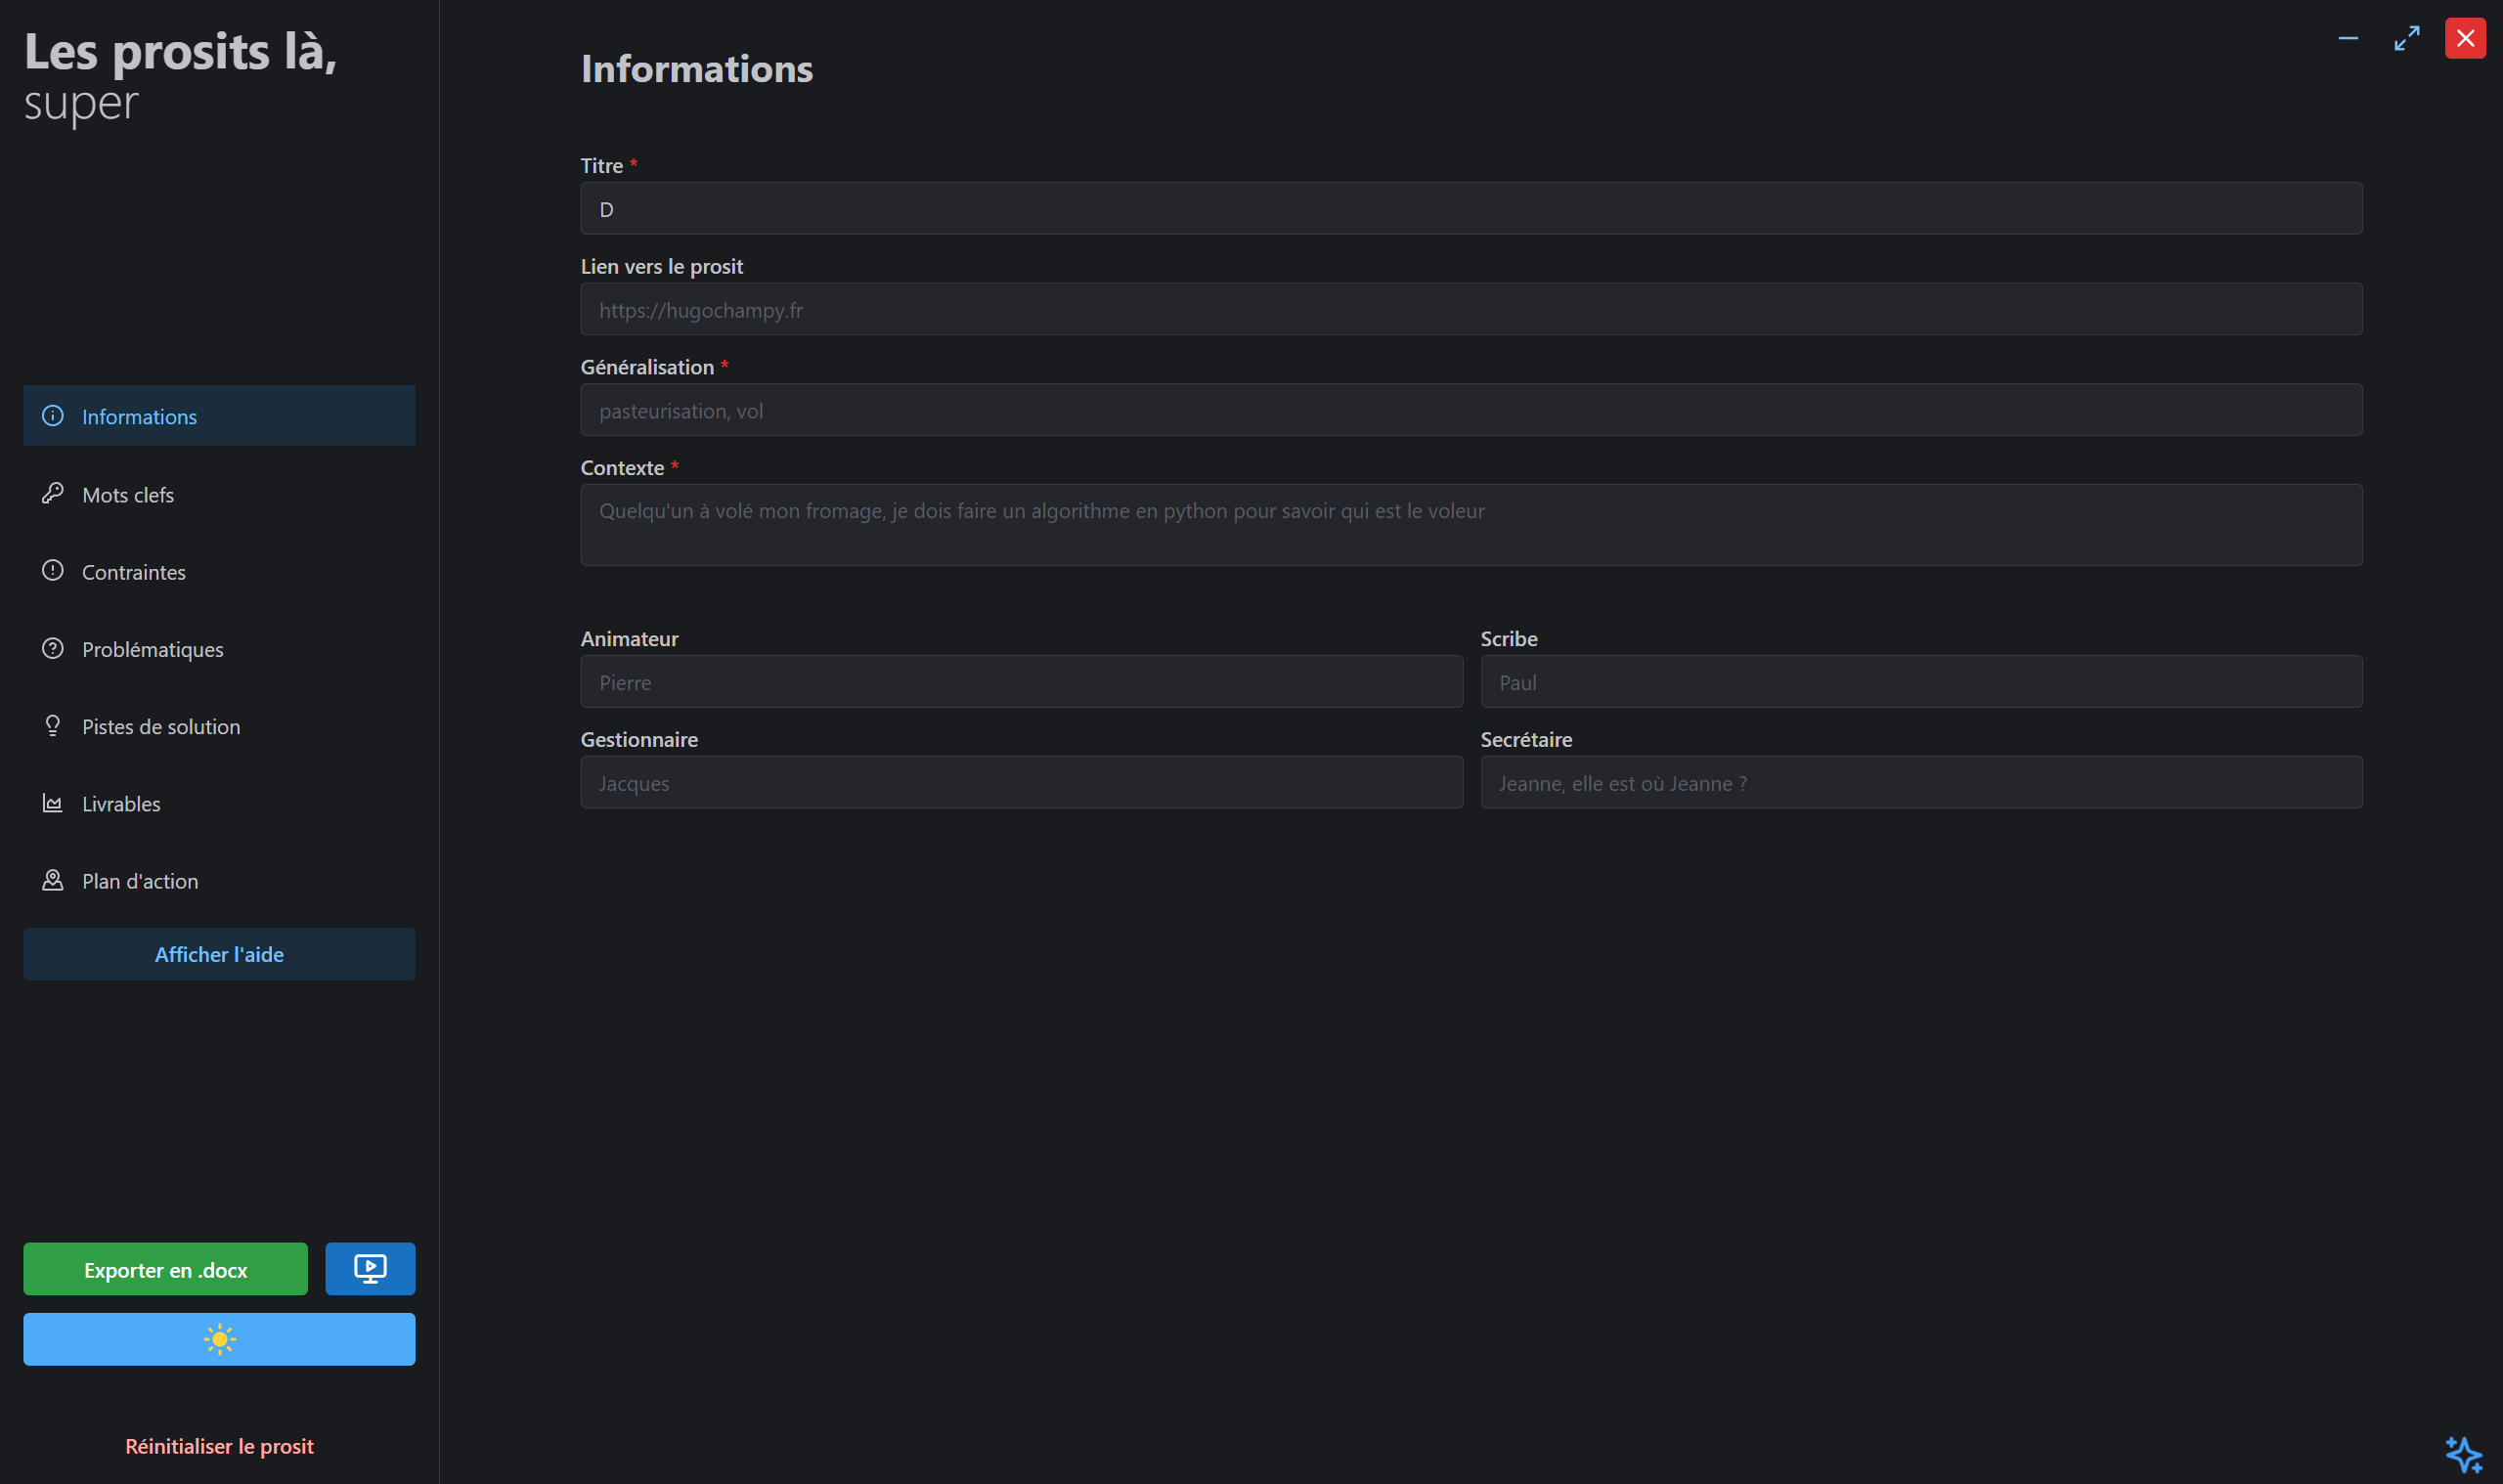 Les prosits là,
super
Informations
Mots clefs
Contraintes
Problématiques
Pistes de solution
Livrables
Plan d'action
Afficher l'aide
Exporter en .docx
Réinitialiser le prosit
Informations
Titre *
D
Lien vers le prosit
https://hugochampy.fr
Généralisation *
pasteurisation, vol
Contexte *
Quelqu'un à volé mon fromage, je dois faire un algorithme en python pour savoir qui est le voleur
Animateur
Pierre
Scribe
Paul
Gestionnaire
Jacques
Secrétaire
Jeanne, elle est où Jeanne ?